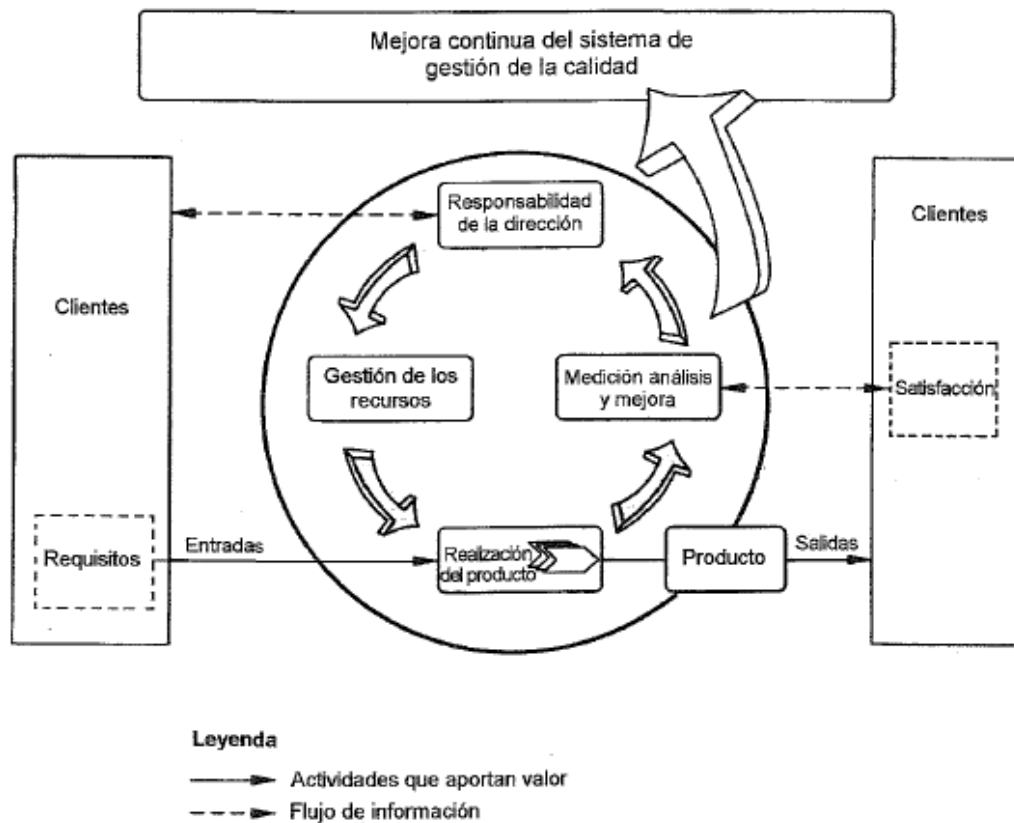 Mejora continua del sistema de
gestión de la calidad
Responsabilidad
de la dirección
Clientes
Clientes
Gestión de los
recursos
Medición análisis
y mejora
Satisfacción
Requisitos
Entradas
Realización
del producto
Producto
Salidas
Leyenda
Actividades que aportan valor
Flujo de información